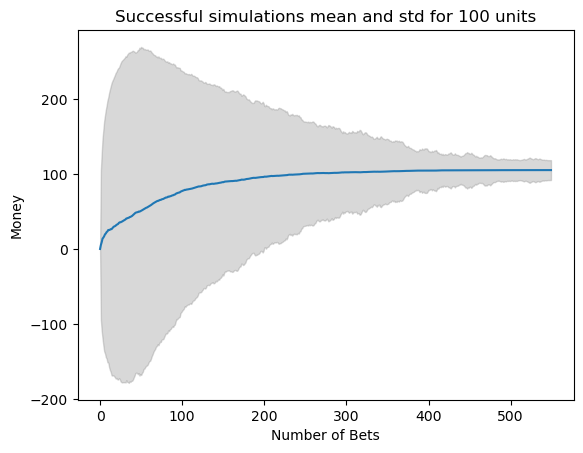 Successful simulations mean and std for 100 units
Money
200
100
0
−100
−200
0 100 200 300 400 500
Number of Bets